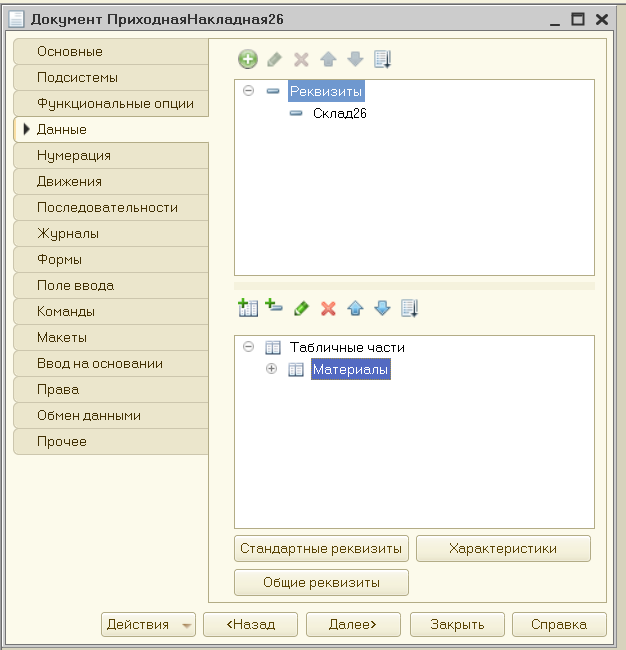 Документ ПриходнаяНакладная26
Основные
Подсистемы
Функциональные опции
Данные
Нумерация
Движения
Последовательности
Журналы
Формы
Поле ввода
Команды
Макеты
Ввод на основании
Права
Обмен данными
Прочее
Реквизиты
Склад26
Табличные части
Материалы
Стандартные реквизиты
Характеристики
Общие реквизиты
Действия
<Назад
Далее>
Закрыть
Справка